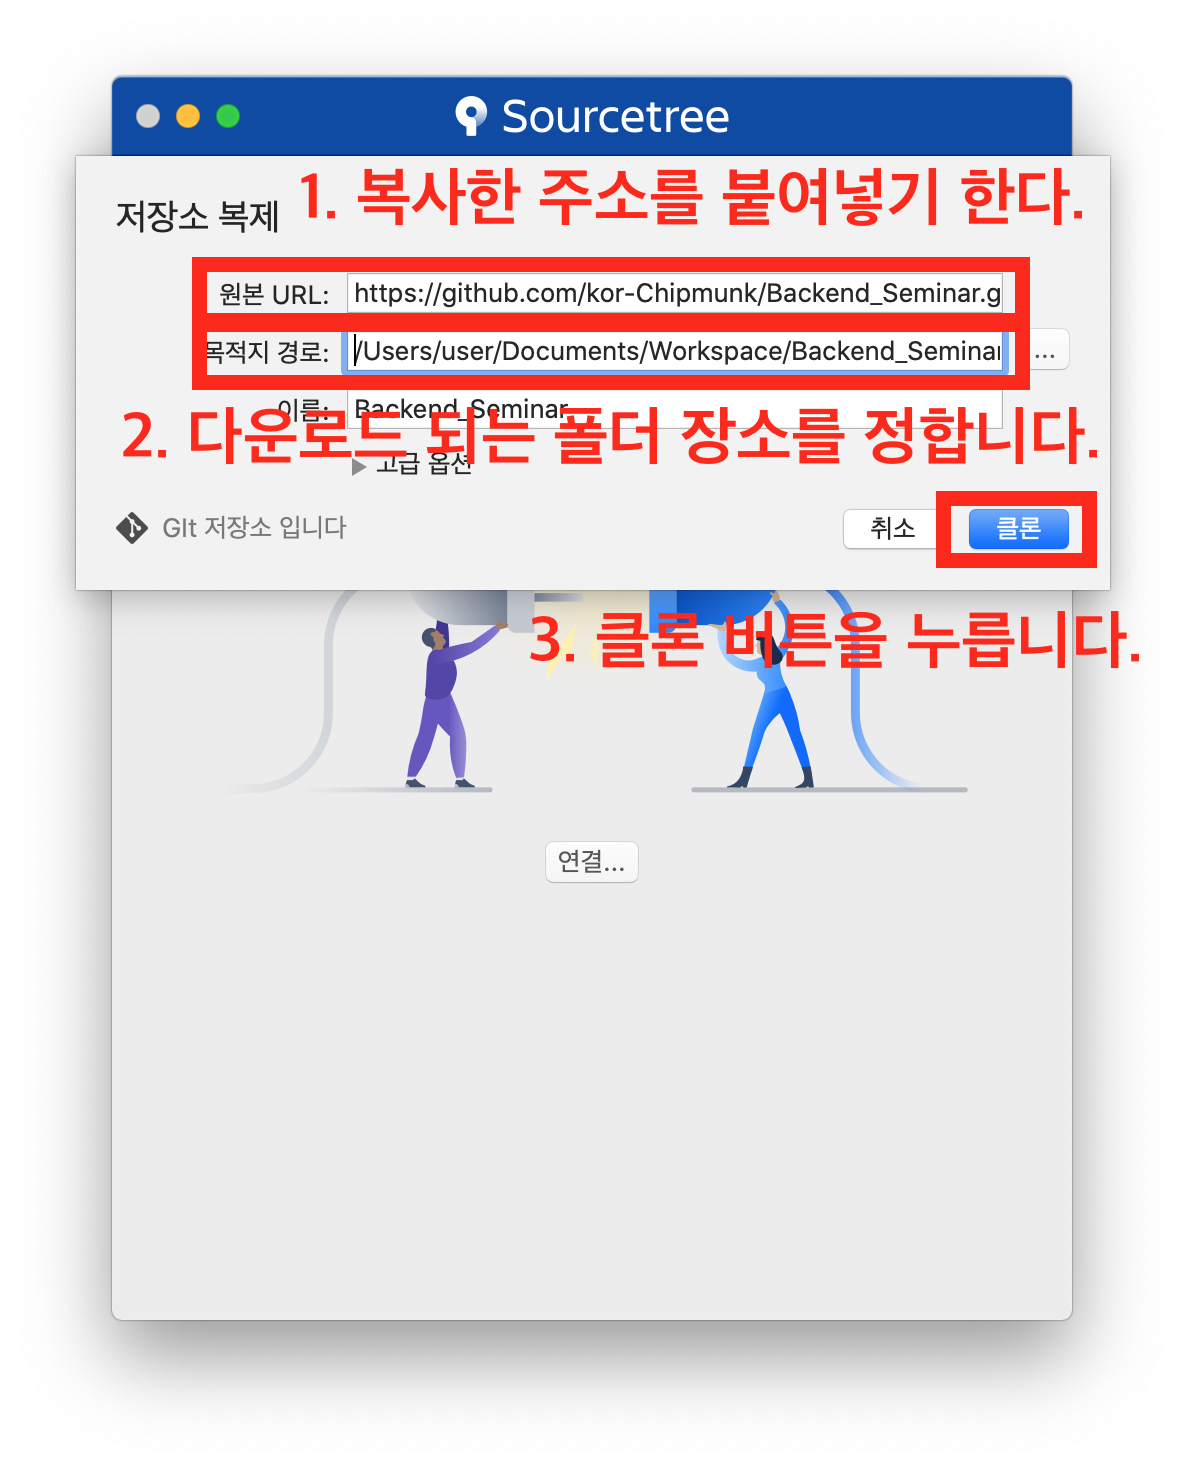 Sourcetree
1. 복사한 주소를 붙여넣기 한다.
저장소 복제
원본 URL: https://github.com/kor-Chipmunk/Backend_Seminar.g
목적지 경로: /Users/user/Documents/Workspace/Backend_Seminar ...
이름: Backend_Seminar
2. 다운로드 되는 폴더 장소를 정합니다.
고급 옵션
GIt 저장소 입니다
취소 클론
3. 클론 버튼을 누릅니다.
연결...